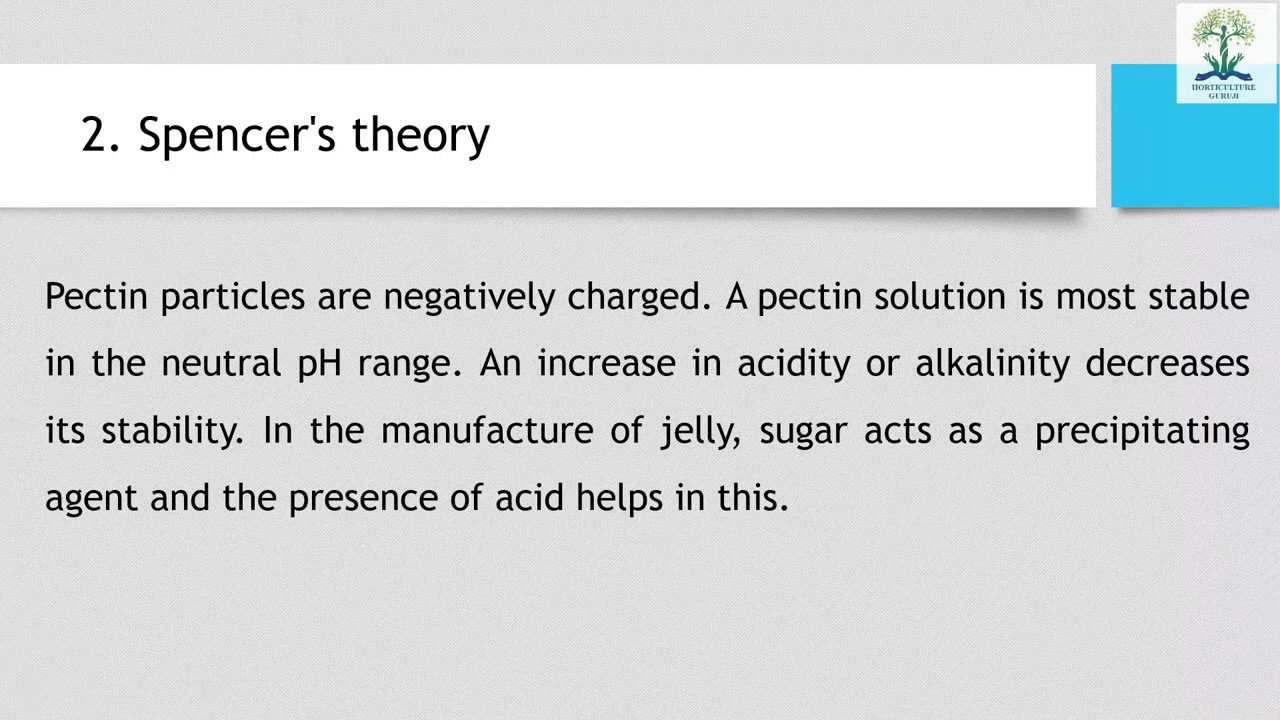 HORTICULTURE
GURUJI
2. Spencer's theory
Pectin particles are negatively charged. A pectin solution is most stable
in the neutral pH range. An increase in acidity or alkalinity decreases
its stability. In the manufacture of jelly, sugar acts as a precipitating
agent and the presence of acid helps in this.